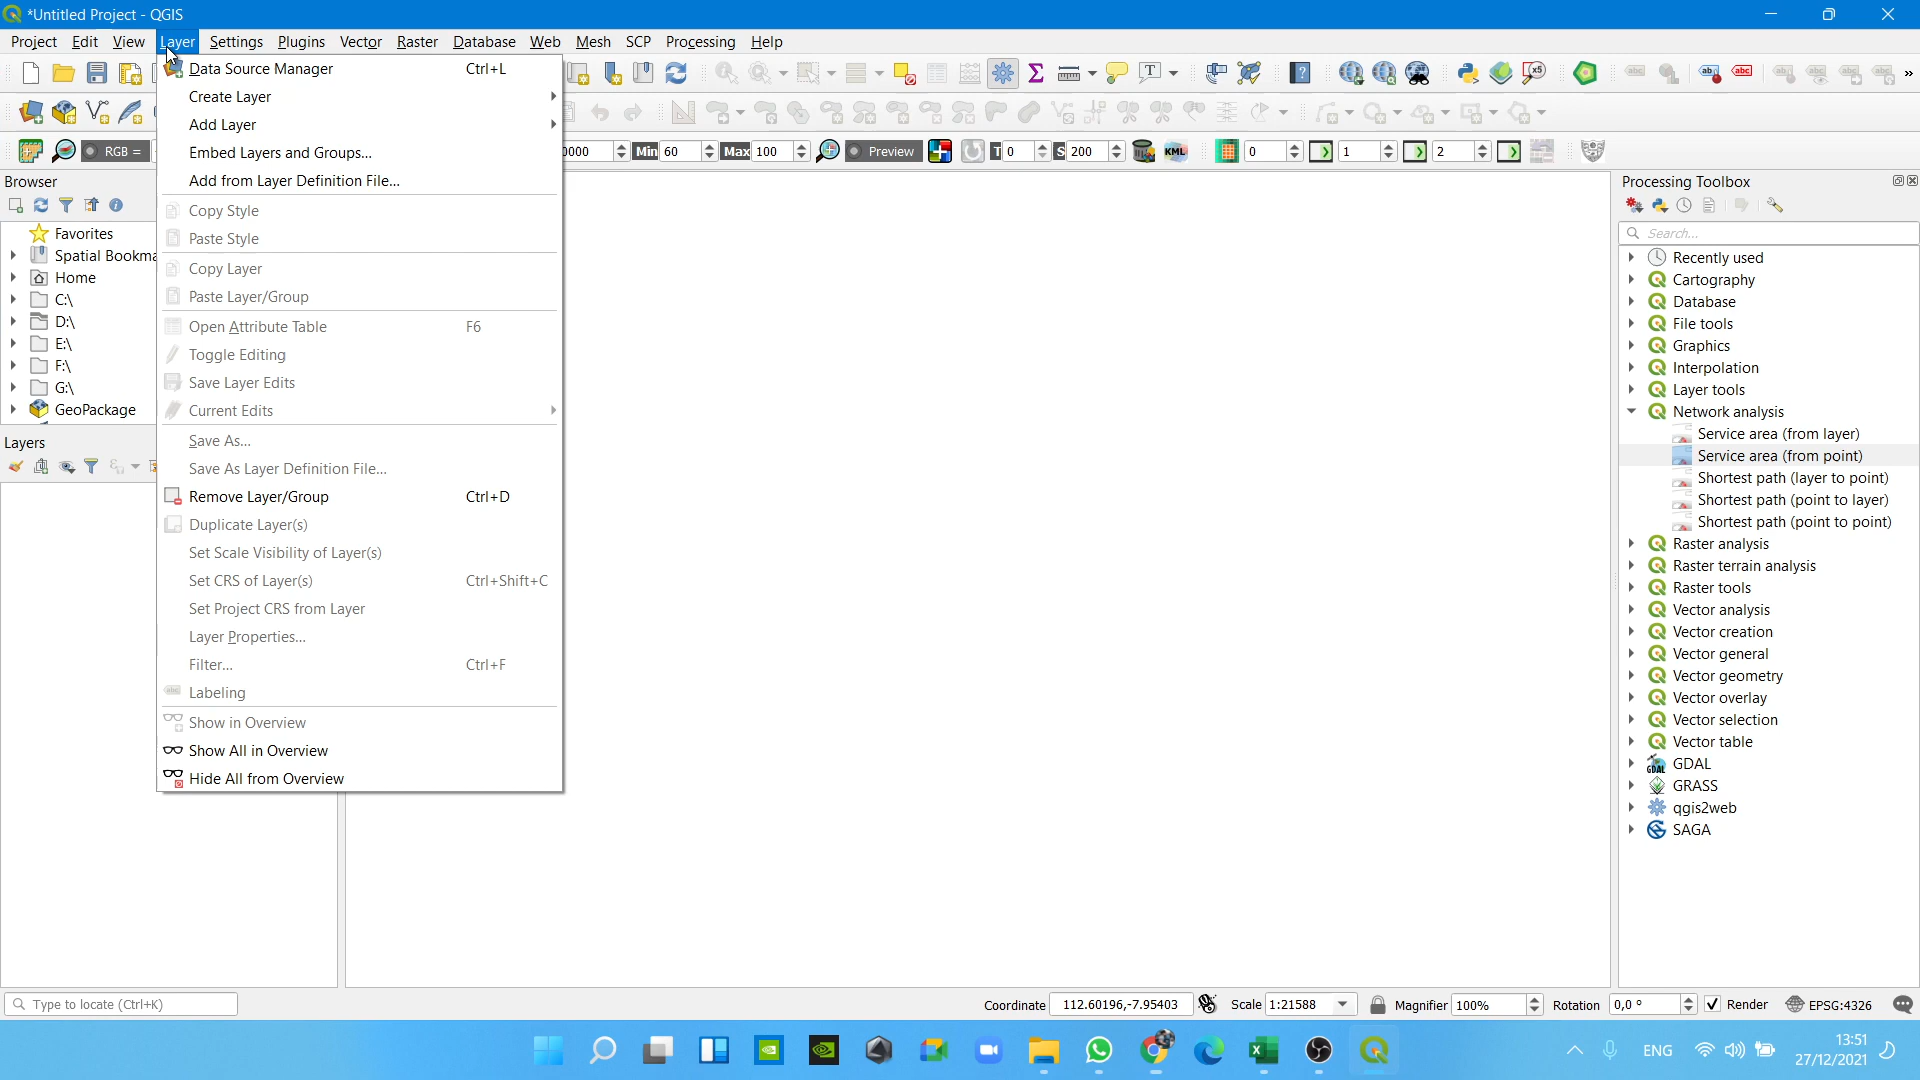 *Untitled Project - QGIS
Project Edit View Layer Settings Plugins Vector Raster Database Web Mesh SCP Processing Help
Data Source Manager Ctrl+L
Create Layer
Add Layer
Embed Layers and Groups...
Add from Layer Definition File...
Copy Style
Paste Style
Copy Layer
Paste Layer/Group
Open Attribute Table F6
Toggle Editing
Save Layer Edits
Current Edits
Save As...
Save As Layer Definition File...
Remove Layer/Group Ctrl+D
Duplicate Layer(s)
Set Scale Visibility of Layer(s)
Set CRS of Layer(s) Ctrl+Shift+C
Set Project CRS from Layer
Layer Properties...
Filter... Ctrl+F
Labeling
Show in Overview
Show All in Overview
Hide All from Overview
RGB =
0000 Min 60 Max 100 Preview T 0 S 200 KML 0 1 2
Browser
Favorites
Spatial Bookma
Home
C:\
D:\
E:\
F:\
G:\
GeoPackage
Layers
Processing Toolbox
Search...
Recently used
Cartography
Database
File tools
Graphics
Interpolation
Layer tools
Network analysis
Service area (from layer)
Service area (from point)
Shortest path (layer to point)
Shortest path (point to layer)
Shortest path (point to point)
Raster analysis
Raster terrain analysis
Raster tools
Vector analysis
Vector creation
Vector general
Vector geometry
Vector overlay
Vector selection
Vector table
GDAL
GRASS
qgis2web
SAGA
Type to locate (Ctrl+K)
Coordinate 112.60196,-7.95403 Scale 1:21588 Magnifier 100% Rotation 0,0 ° Render EPSG:4326
ENG
13:51
27/12/2021